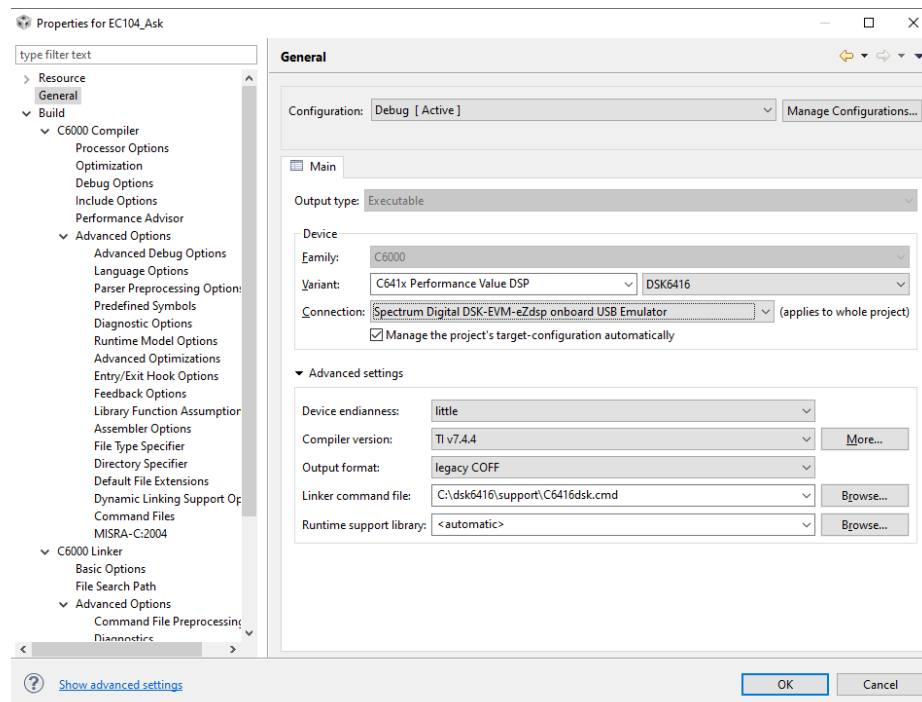 Properties for EC104_Ask
type filter text
Resource
General
Build
C6000 Compiler
Processor Options
Optimization
Debug Options
Include Options
Performance Advisor
Advanced Options
Advanced Debug Options
Language Options
Parser Preprocessing Options
Predefined Symbols
Diagnostic Options
Runtime Model Options
Advanced Optimizations
Entry/Exit Hook Options
Feedback Options
Library Function Assumption
Assembler Options
File Type Specifier
Directory Specifier
Default File Extensions
Dynamic Linking Support Op
Command Files
MISRA-C:2004
C6000 Linker
Basic Options
File Search Path
Advanced Options
Command File Preprocessing
Diagnostics
General
Configuration: Debug [ Active ] Manage Configurations...
Main
Output type: Executable
Device
Family: C6000
Variant: C641x Performance Value DSP DSK6416
Connection: Spectrum Digital DSK-EVM-eZdsp onboard USB Emulator (applies to whole project)
Manage the project's target-configuration automatically
Advanced settings
Device endianness: little
Compiler version: TI v7.4.4 More...
Output format: legacy COFF
Linker command file: C:\dsk6416\support\C6416dsk.cmd Browse...
Runtime support library: <automatic> Browse...
? Show advanced settings OK Cancel